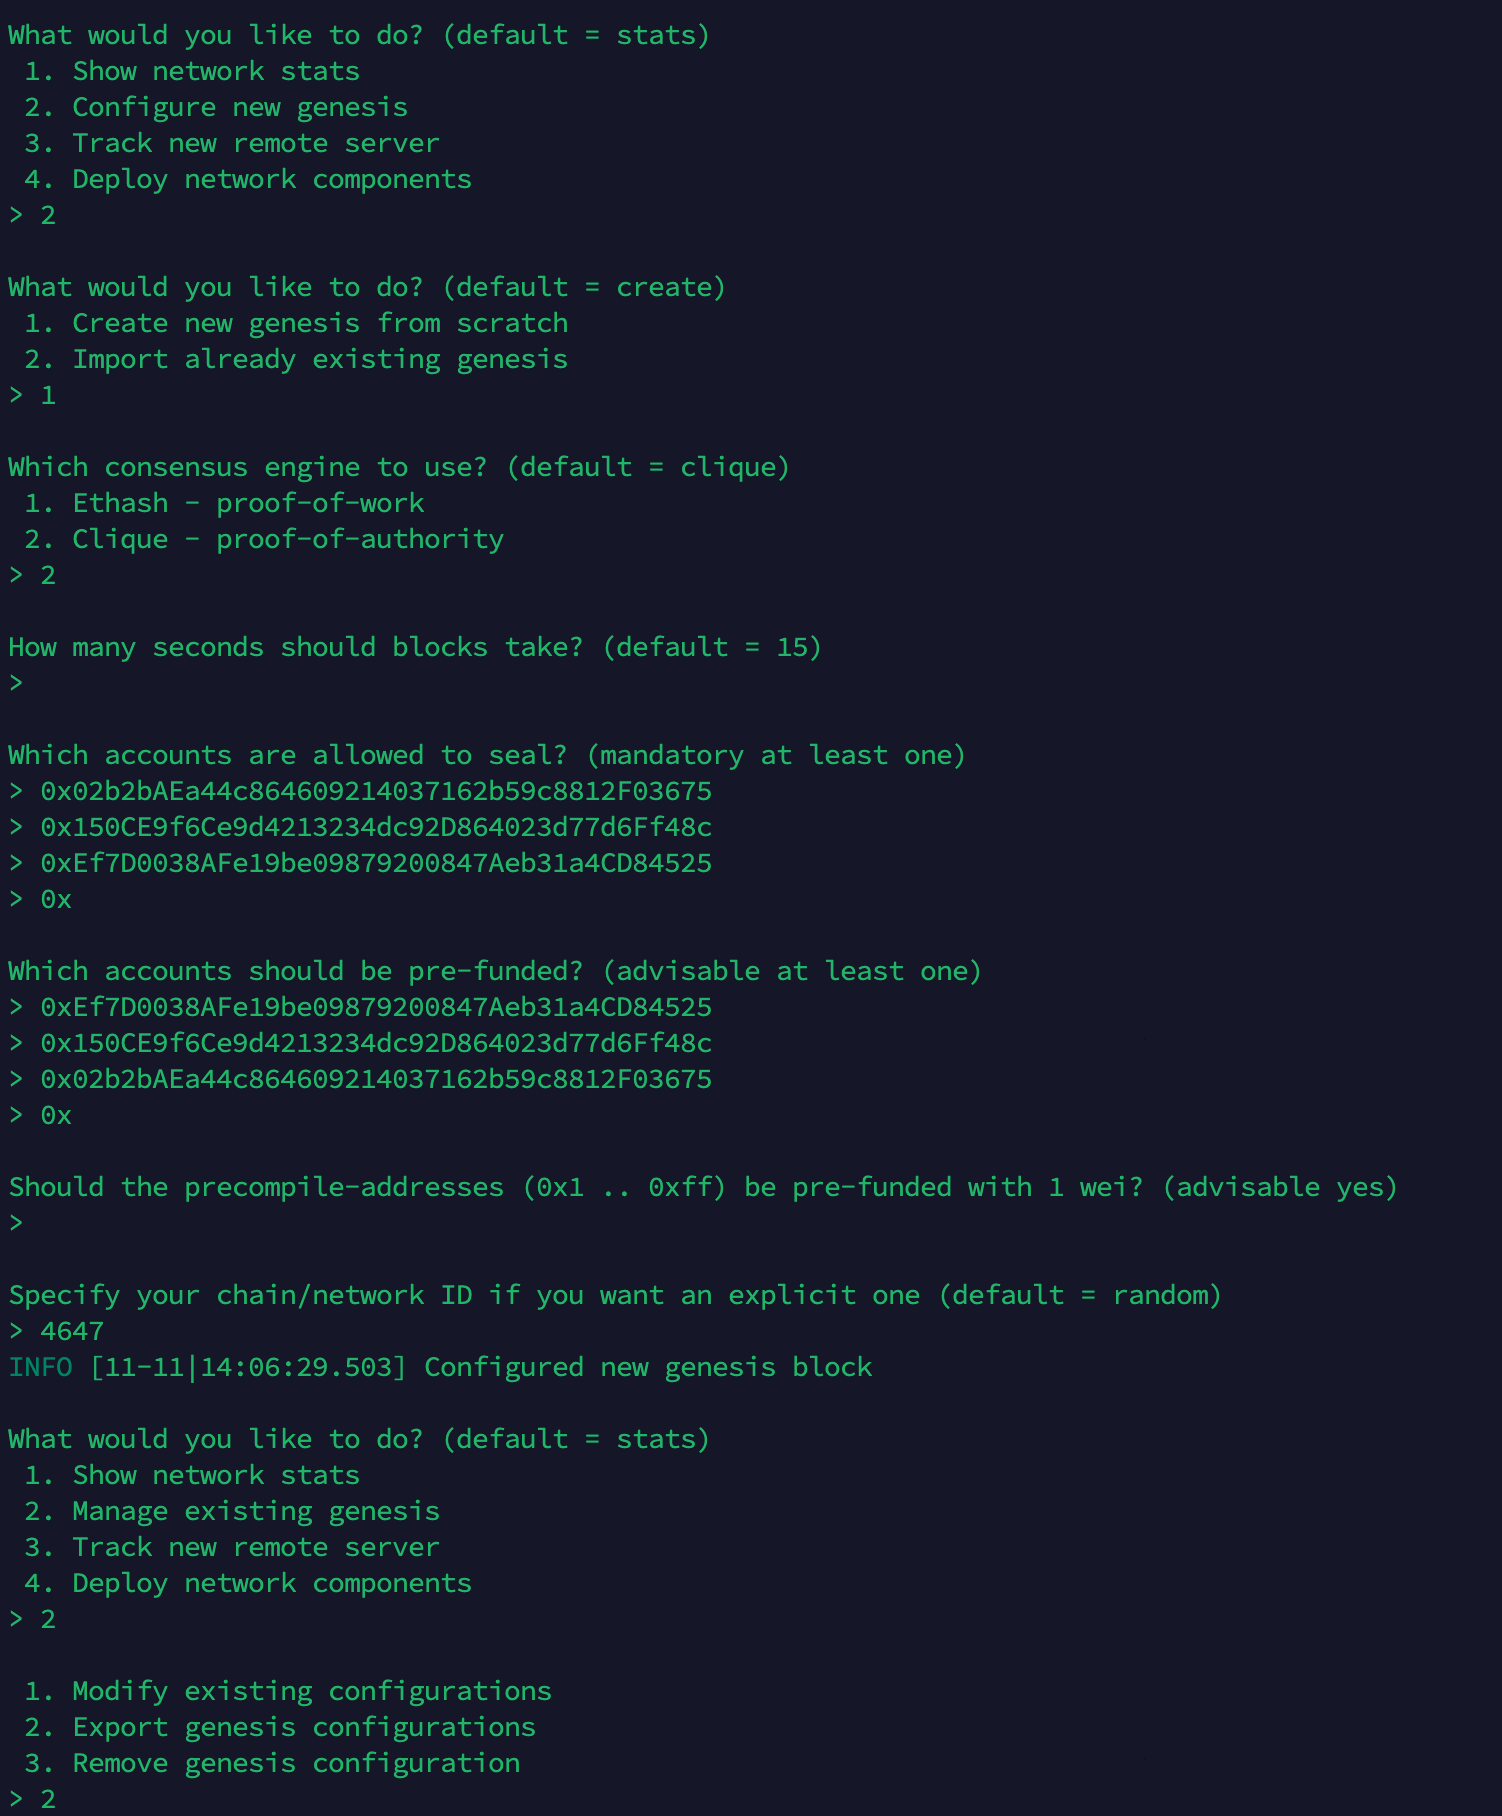 What would you like to do? (default = stats)
1. Show network stats
2. Configure new genesis
3. Track new remote server
4. Deploy network components
> 2
What would you like to do? (default = create)
1. Create new genesis from scratch
2. Import already existing genesis
> 1
Which consensus engine to use? (default = clique)
1. Ethash - proof-of-work
2. Clique - proof-of-authority
> 2
How many seconds should blocks take? (default = 15)
>
Which accounts are allowed to seal? (mandatory at least one)
> 0x02b2bAEa44c864609214037162b59c8812F03675
> 0x150CE9f6Ce9d4213234dc92D864023d77d6Ff48c
> 0xEf7D0038AFe19be09879200847Aeb31a4CD84525
> 0x
Which accounts should be pre-funded? (advisable at least one)
> 0xEf7D0038AFe19be09879200847Aeb31a4CD84525
> 0x150CE9f6Ce9d4213234dc92D864023d77d6Ff48c
> 0x02b2bAEa44c864609214037162b59c8812F03675
> 0x
Should the precompile-addresses (0x1 .. 0xff) be pre-funded with 1 wei? (advisable yes)
>
Specify your chain/network ID if you want an explicit one (default = random)
> 4647
INFO [11-11|14:06:29.503] Configured new genesis block
What would you like to do? (default = stats)
1. Show network stats
2. Manage existing genesis
3. Track new remote server
4. Deploy network components
> 2
1. Modify existing configurations
2. Export genesis configurations
3. Remove genesis configuration
> 2